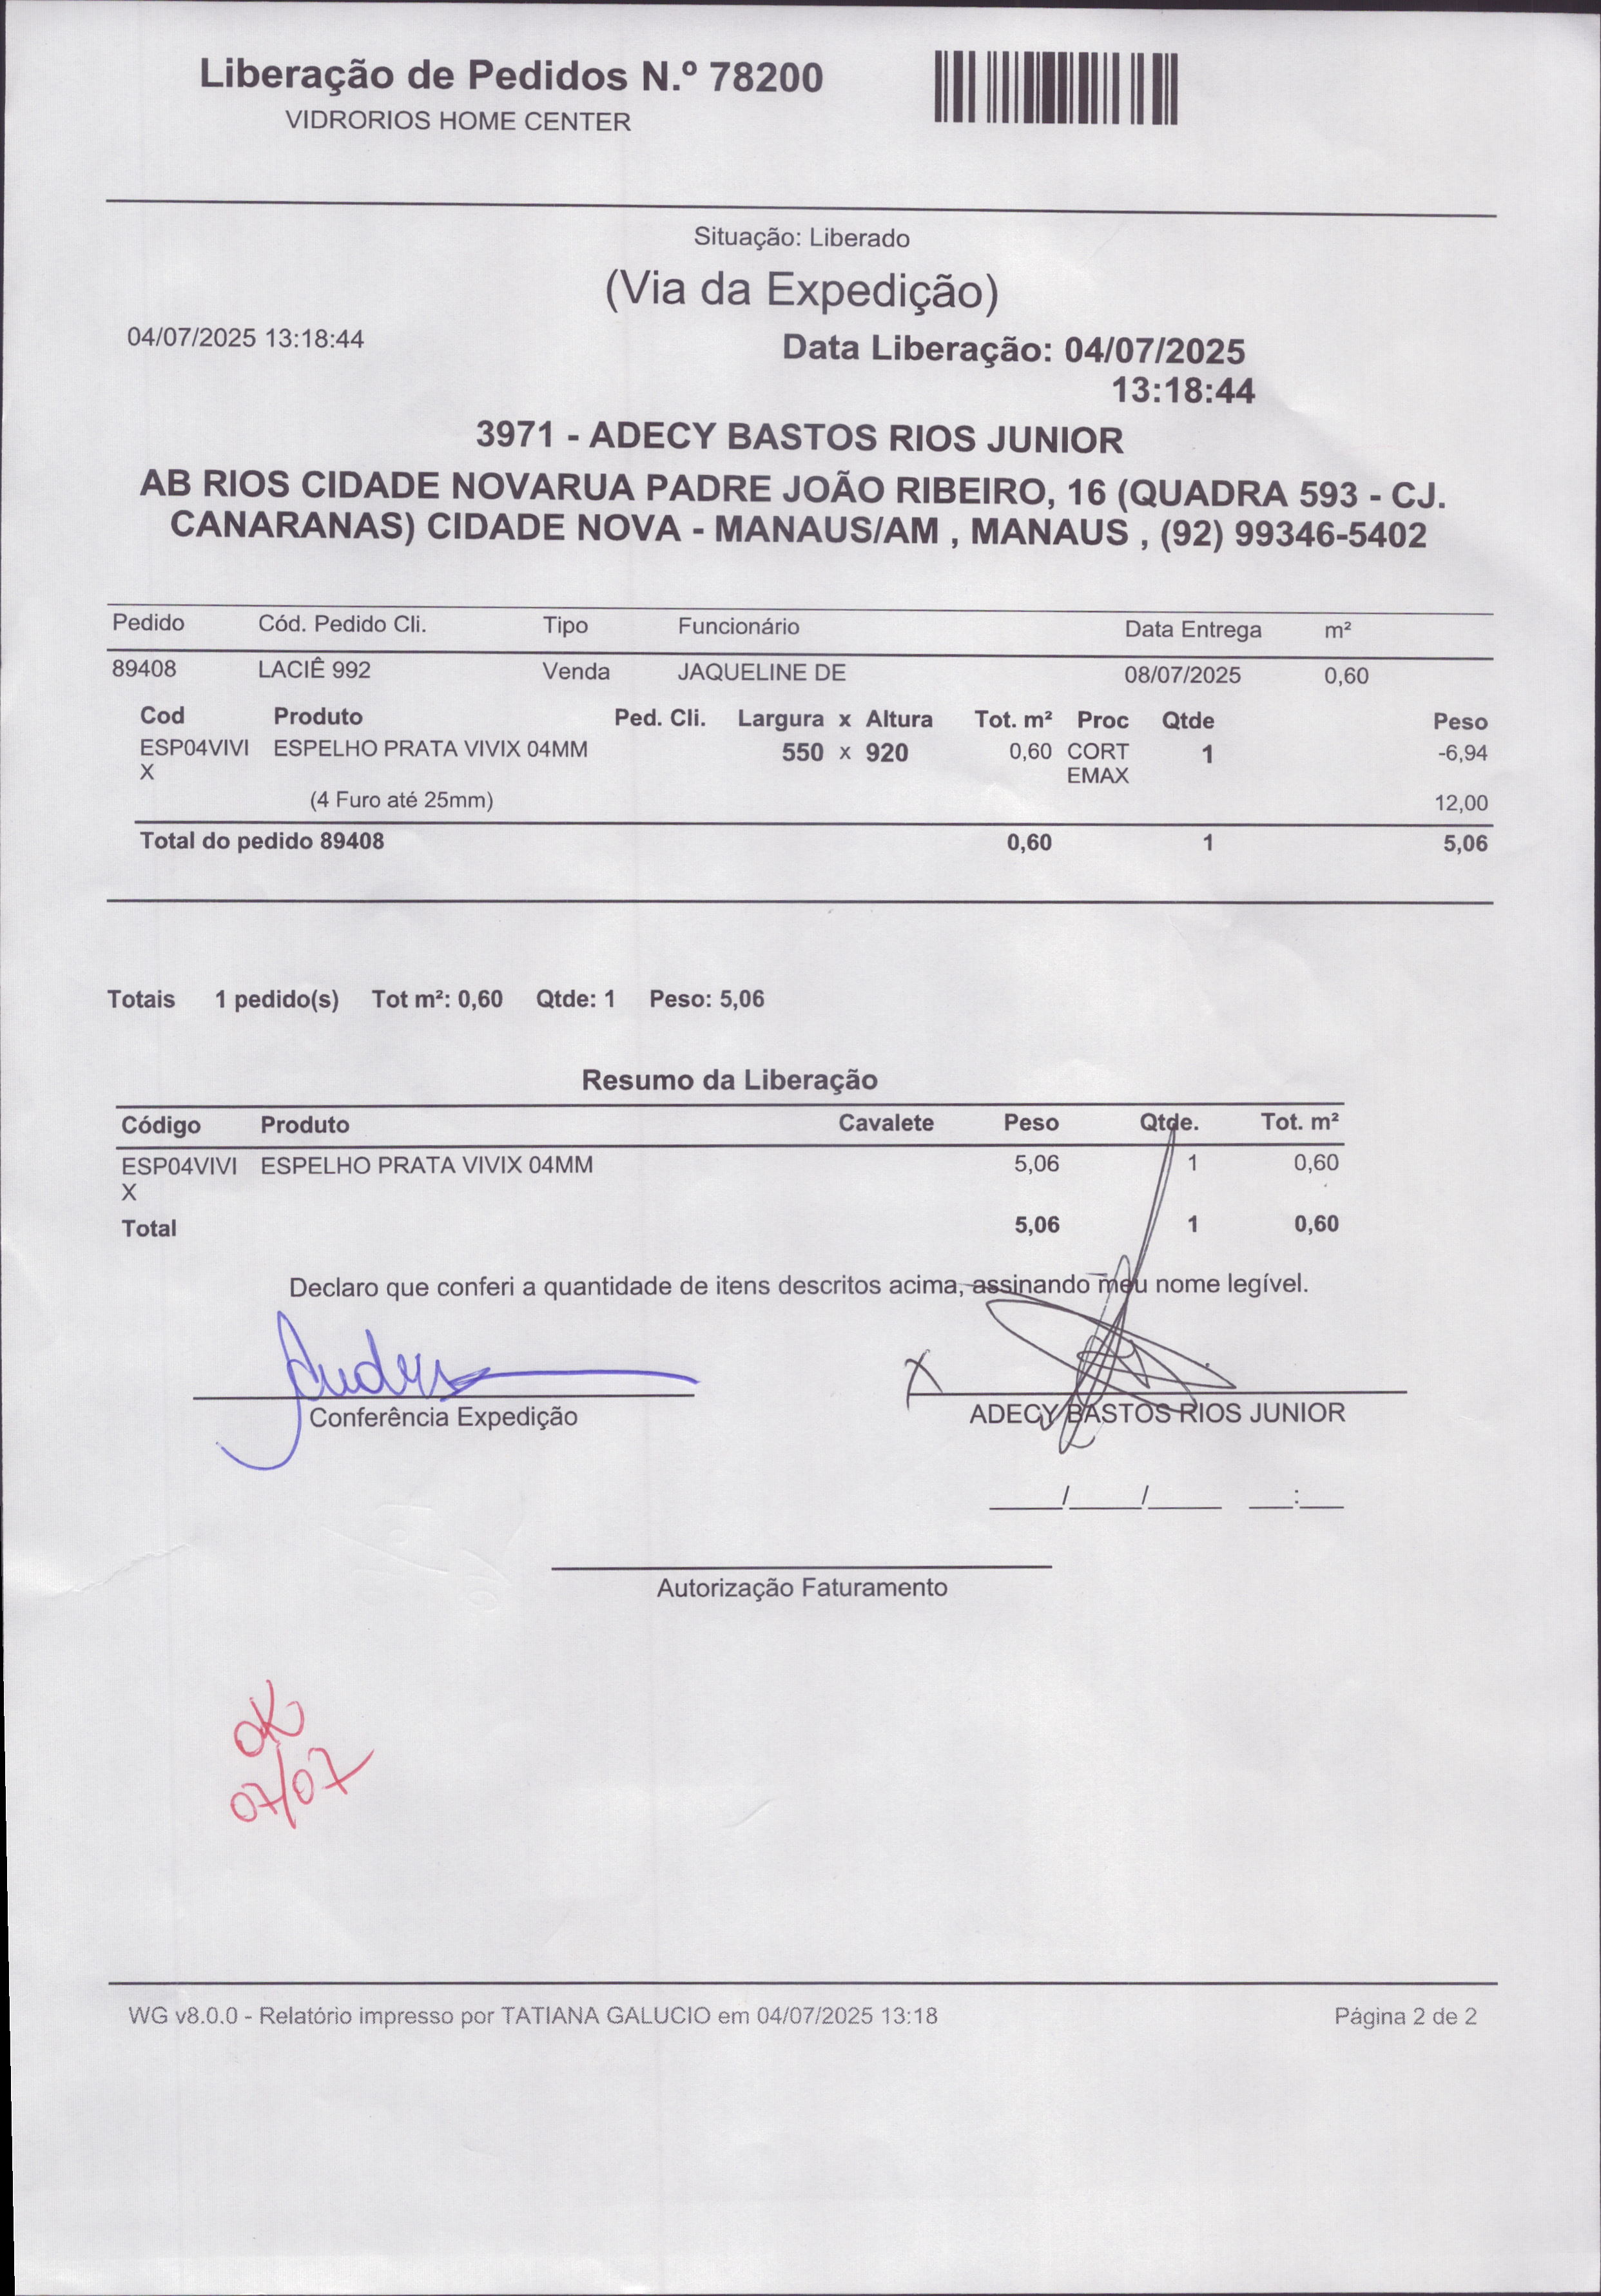 Liberação de Pedidos N.º 78200
VIDRORIOS HOME CENTER
Situação: Liberado
(Via da Expedição)
04/07/2025 13:18:44
Data Liberação: 04/07/2025
13:18:44
3971 - ADECY BASTOS RIOS JUNIOR
AB RIOS CIDADE NOVARUA PADRE JOÃO RIBEIRO, 16 (QUADRA 593 - CJ.
CANARANAS) CIDADE NOVA - MANAUS/AM , MANAUS , (92) 99346-5402
Pedido Cód. Pedido Cli. Tipo Funcionário Data Entrega m²
89408 LACIÊ 992 Venda JAQUELINE DE 08/07/2025 0,60
Cod Produto Ped. Cli. Largura x Altura Tot. m² Proc Qtde Peso
ESP04VIVI ESPELHO PRATA VIVIX 04MM 550 x 920 0,60 CORT 1 -6,94
X EMAX
(4 Furo até 25mm) 12,00
Total do pedido 89408 0,60 1 5,06
Totais 1 pedido(s) Tot m²: 0,60 Qtde: 1 Peso: 5,06
Resumo da Liberação
Código Produto Cavalete Peso Qtde. Tot. m²
ESP04VIVI ESPELHO PRATA VIVIX 04MM 5,06 1 0,60
X
Total 5,06 1 0,60
Declaro que conferi a quantidade de itens descritos acima, assinando meu nome legível.
X
Conferência Expedição ADECY BASTOS RIOS JUNIOR
____/____/____ __:__
Autorização Faturamento
OK
07/07
WG v8.0.0 - Relatório impresso por TATIANA GALUCIO em 04/07/2025 13:18 Página 2 de 2